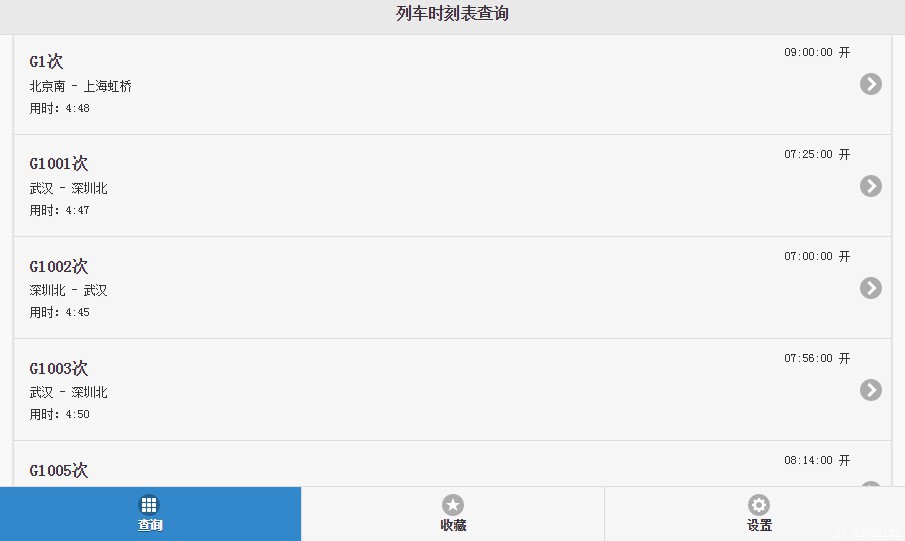 列车时刻表查询
G1次
09:00:00 开
北京南 - 上海虹桥
用时: 4:48
G1001次
07:25:00 开
武汉 - 深圳北
用时: 4:47
G1002次
07:00:00 开
深圳北 - 武汉
用时: 4:45
G1003次
07:56:00 开
武汉 - 深圳北
用时: 4:50
G1005次
08:14:00 开
查询
收藏
设置